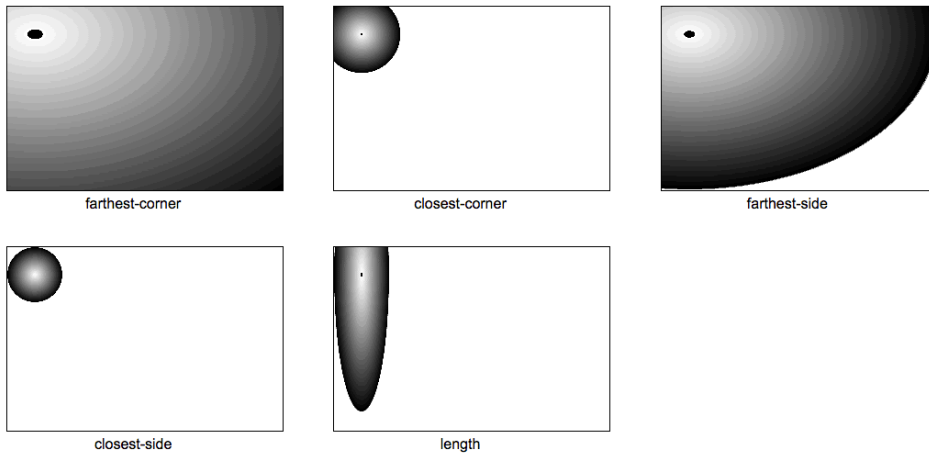 farthest-corner
closest-corner
farthest-side
closest-side
length